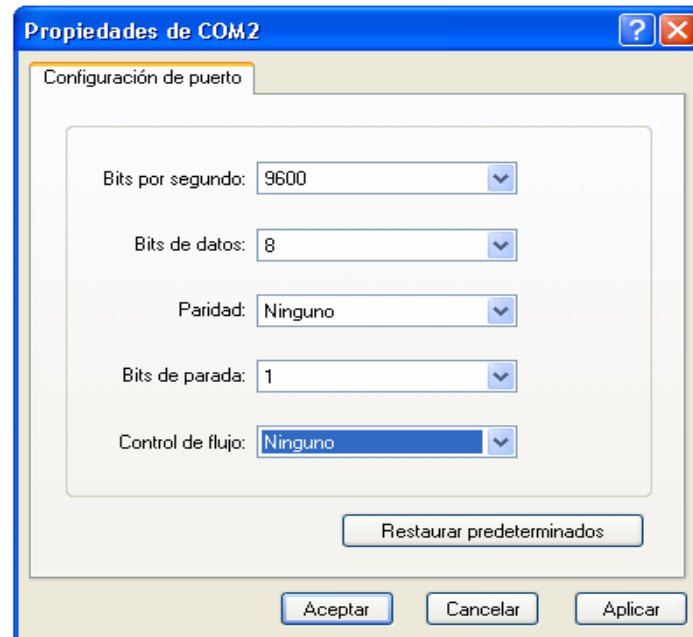 Propiedades de COM2
Configuración de puerto
Bits por segundo: 9600
Bits de datos: 8
Paridad: Ninguno
Bits de parada: 1
Control de flujo: Ninguno
Restaurar predeterminados
Aceptar Cancelar Aplicar